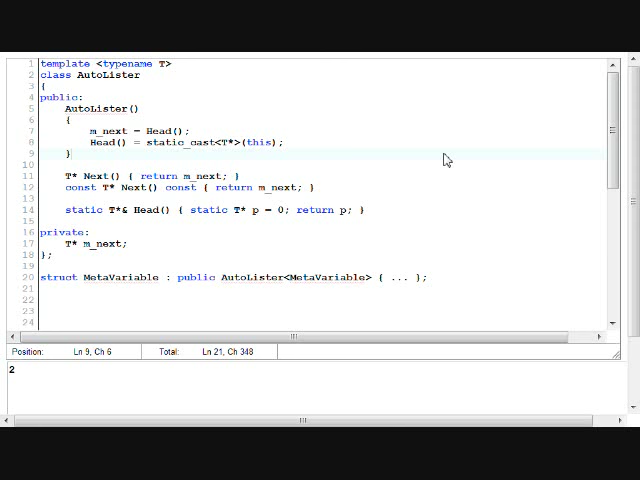 1 template <typename T>
2 class AutoLister
3 {
4 public:
5 AutoLister()
6 {
7 m_next = Head();
8 Head() = static_cast<T*>(this);
9 }
10
11 T* Next() { return m_next; }
12 const T* Next() const { return m_next; }
13
14 static T*& Head() { static T* p = 0; return p; }
15
16 private:
17 T* m_next;
18 };
19
20 struct MetaVariable : public AutoLister<MetaVariable> { ... };
21
22
23
24
Position: Ln 9, Ch 6 Total: Ln 21, Ch 348
2